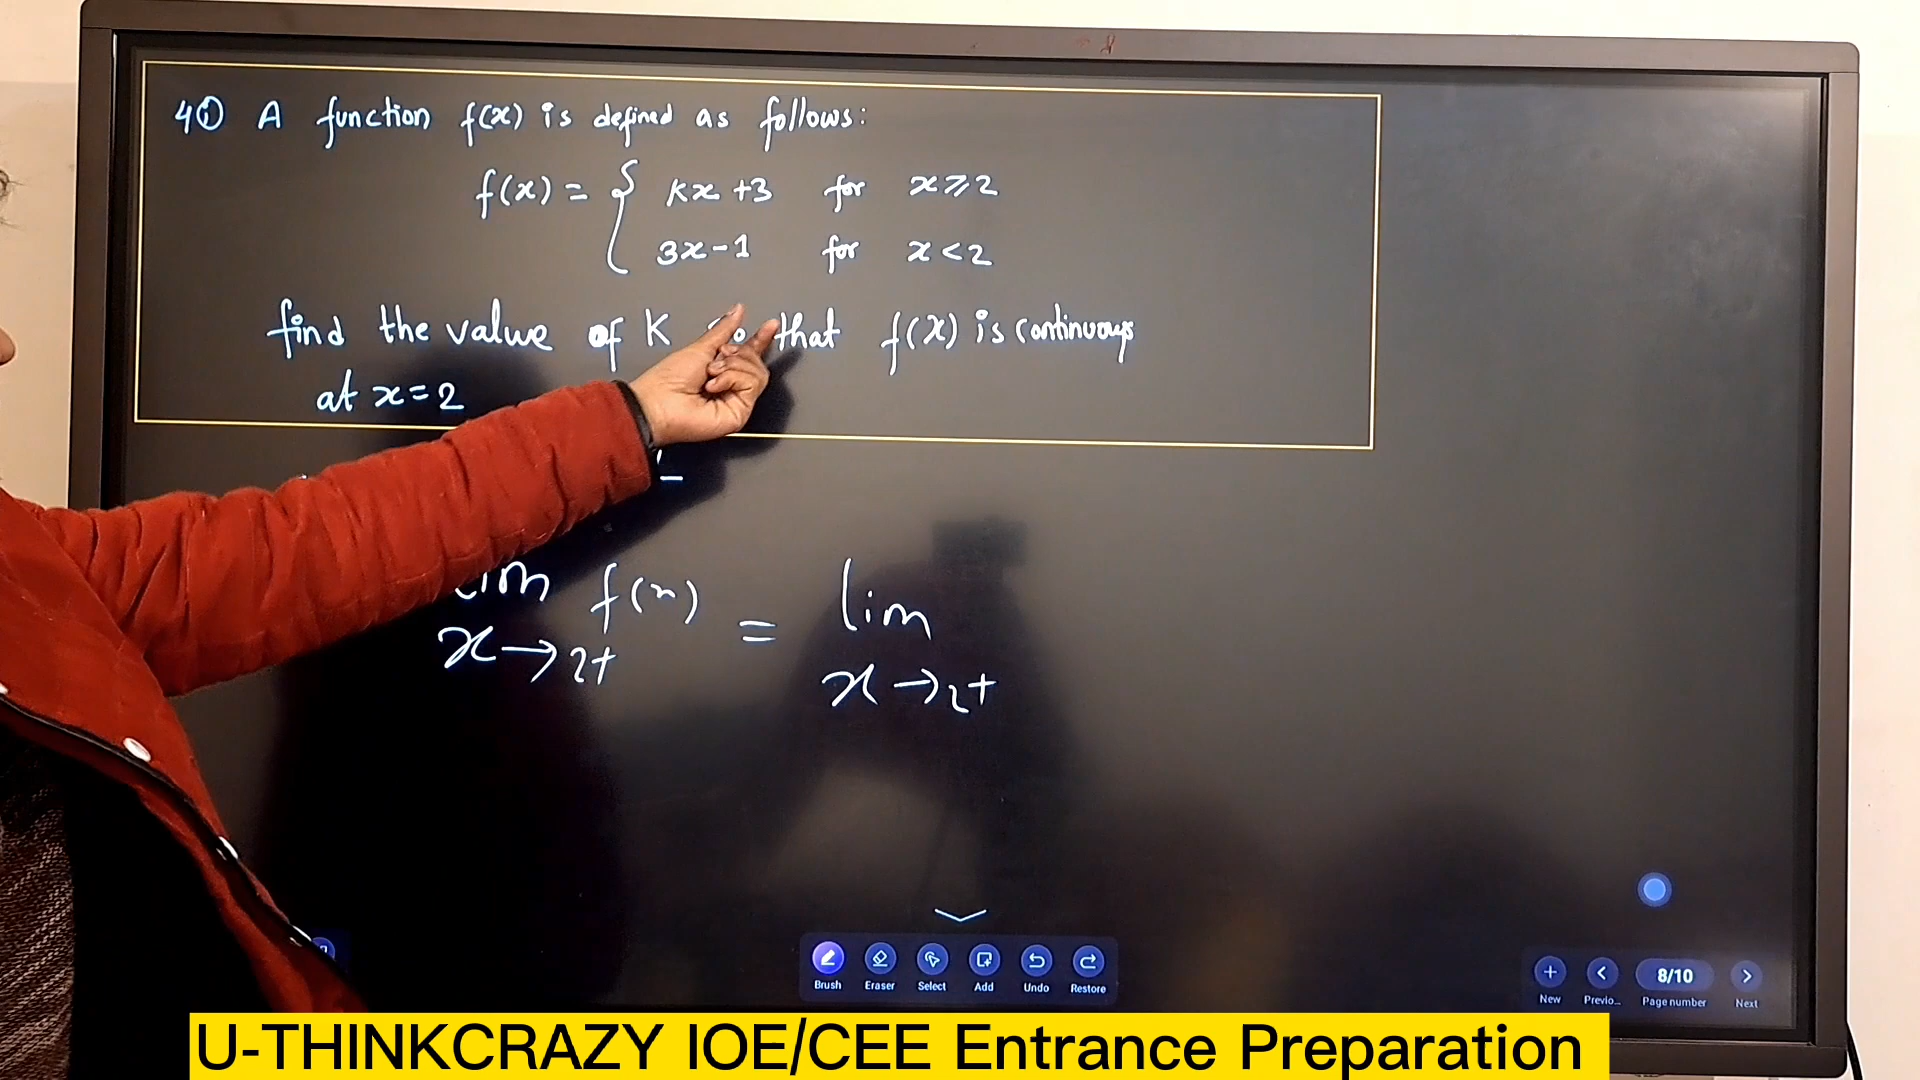 4(i) A function f(x) is defined as follows:
f(x) = { kx +3 for x ⩾ 2
3x-1 for x < 2
find the value of K that f(x) is continuous
at x=2
lim f(x) = lim
x→2+ x→2+
Brush Eraser Select Add Undo Restore
New Previo... 8/10 Page number Next
U-THINKCRAZY IOE/CEE Entrance Preparation